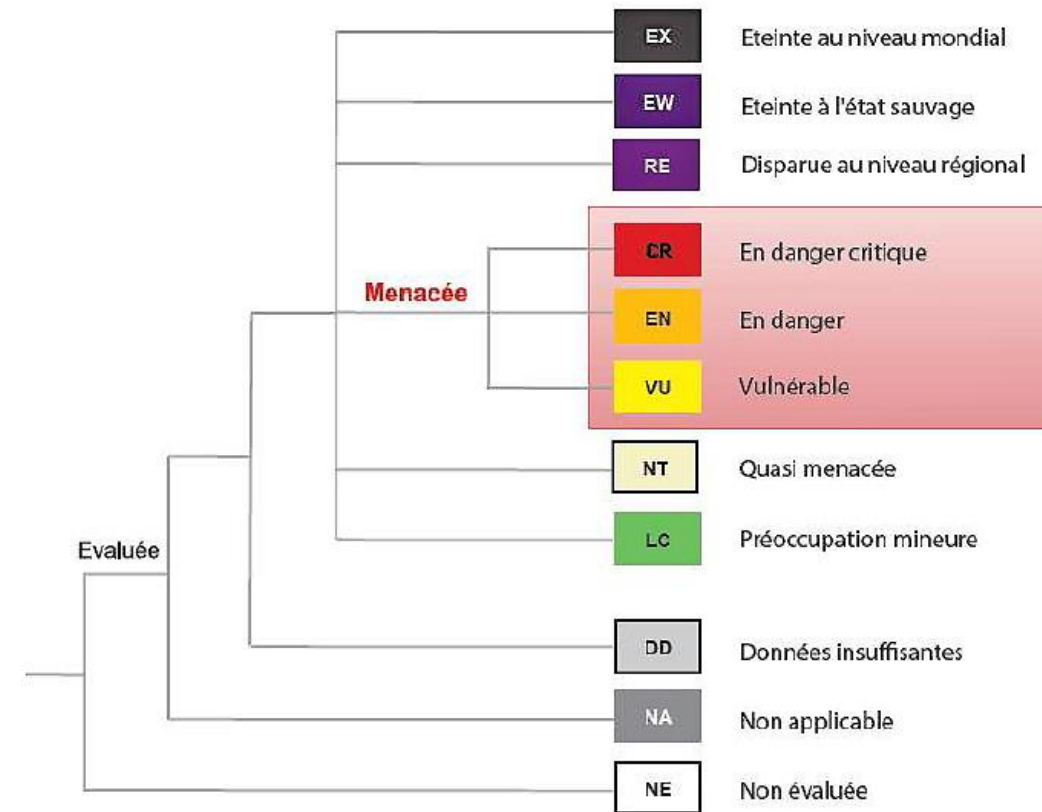 EX Eteinte au niveau mondial
EW Eteinte à l'état sauvage
RE Disparue au niveau régional
CR En danger critique
Menacée
EN En danger
VU Vulnérable
NT Quasi menacée
LC Préoccupation mineure
Evaluée
DD Données insuffisantes
NA Non applicable
NE Non évaluée